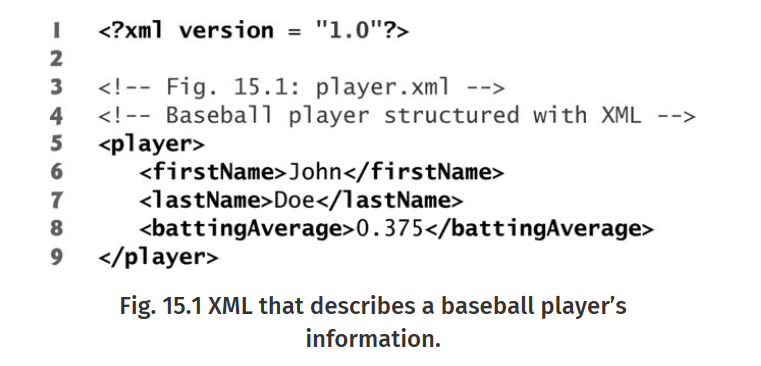 1 <?xml version = "1.0"?>
2
3 <!-- Fig. 15.1: player.xml -->
4 <!-- Baseball player structured with XML -->
5 <player>
6 <firstName>John</firstName>
7 <lastName>Doe</lastName>
8 <battingAverage>0.375</battingAverage>
9 </player>
Fig. 15.1 XML that describes a baseball player’s
information.